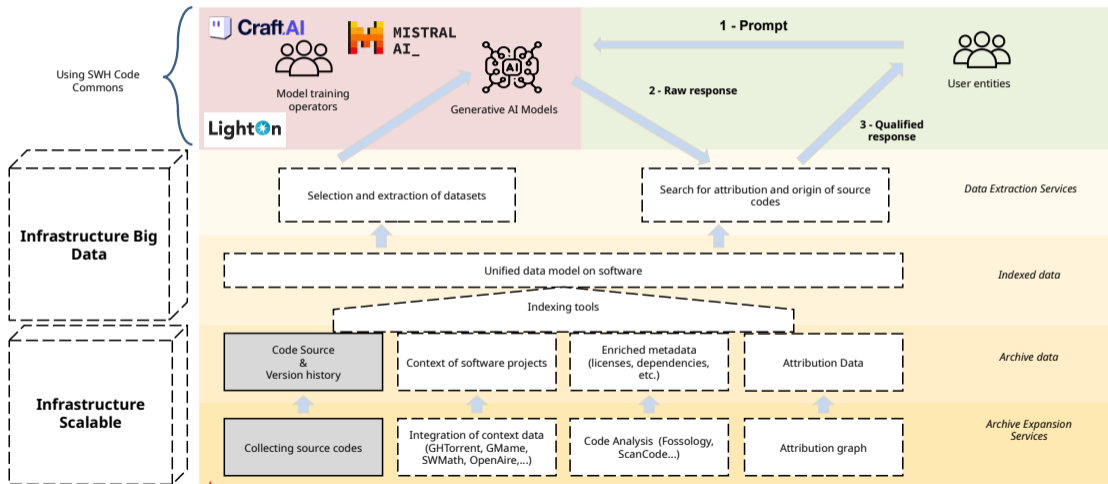 Craft.AI
MISTRAL
AI_
1 - Prompt
Using SWH Code
Commons
Model training
operators
AI
Generative AI Models
2 - Raw response
User entities
LightOn
3 - Qualified
response
Selection and extraction of datasets
Search for attribution and origin of source
codes
Data Extraction Services
Infrastructure Big
Data
Unified data model on software
Indexed data
Indexing tools
Code Source
&
Version history
Context of software projects
Enriched metadata
(licenses, dependencies,
etc.)
Attribution Data
Archive data
Infrastructure
Scalable
Collecting source codes
Integration of context data
(GHTorrent, GMame,
SWMath, OpenAire,...)
Code Analysis (Fossology,
ScanCode...)
Attribution graph
Archive Expansion
Services